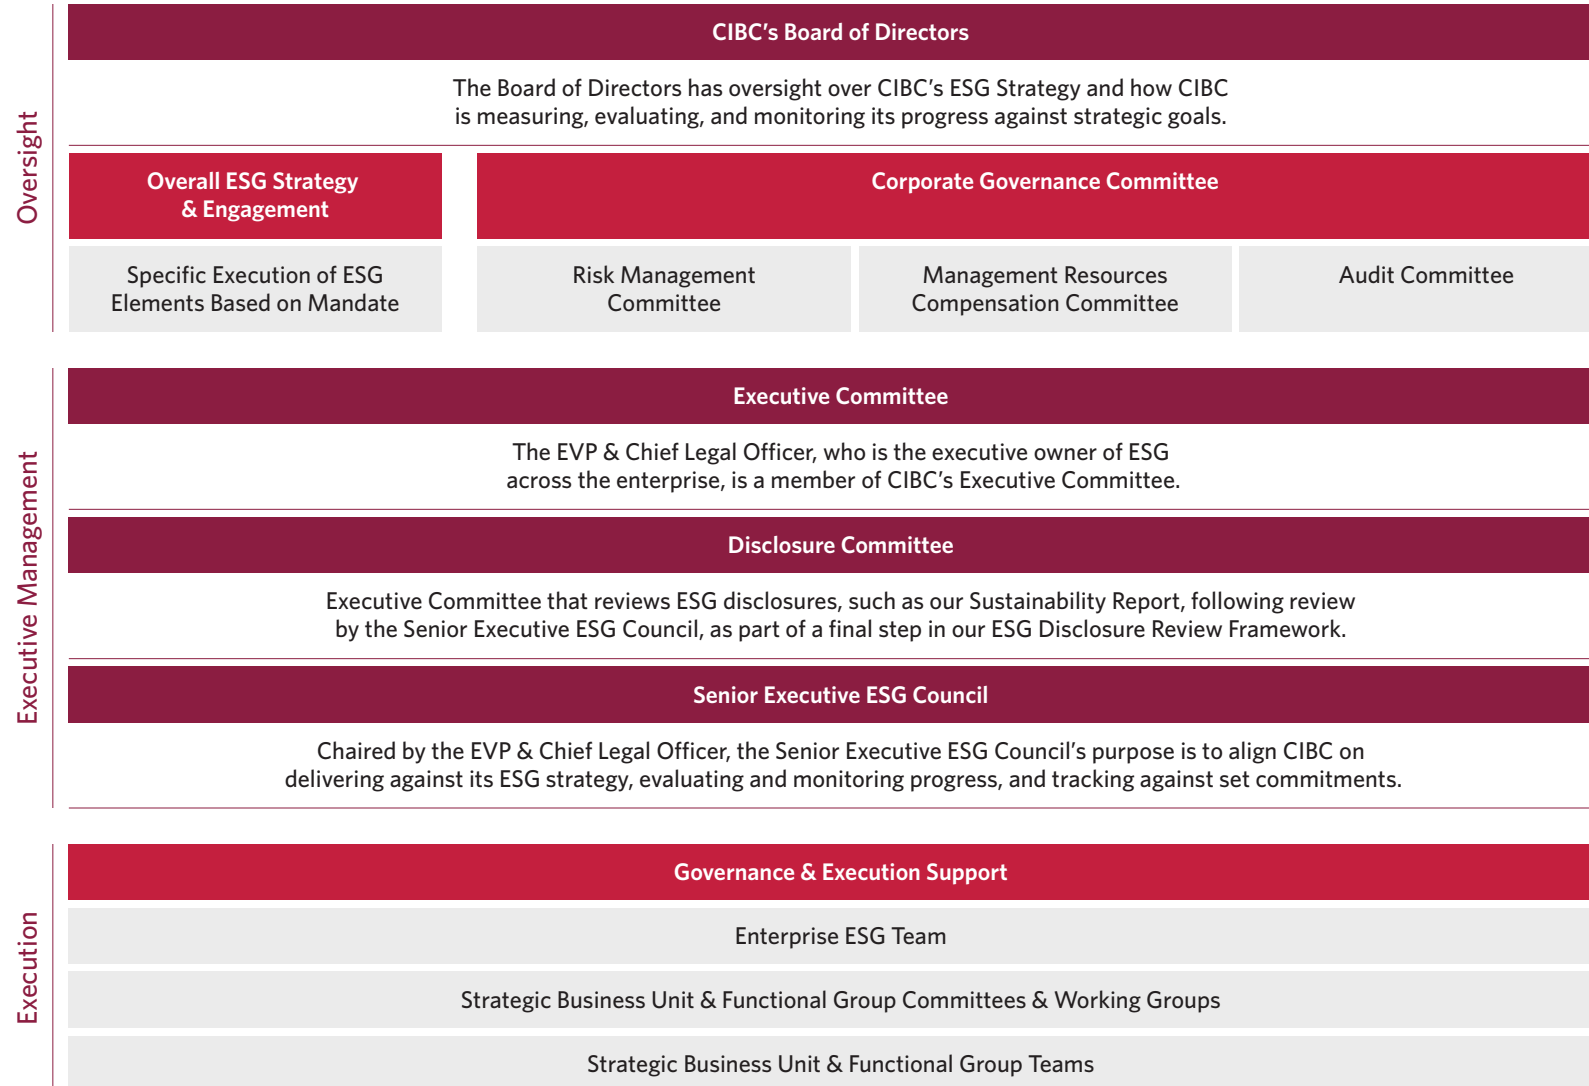 Oversight
CIBC's Board of Directors
The Board of Directors has oversight over CIBC's ESG Strategy and how CIBC
is measuring, evaluating, and monitoring its progress against strategic goals.
Overall ESG Strategy
& Engagement
Corporate Governance Committee
Specific Execution of ESG
Elements Based on Mandate
Risk Management
Committee
Management Resources
Compensation Committee
Audit Committee
Executive Management
Executive Committee
The EVP & Chief Legal Officer, who is the executive owner of ESG
across the enterprise, is a member of CIBC's Executive Committee.
Disclosure Committee
Executive Committee that reviews ESG disclosures, such as our Sustainability Report, following review
by the Senior Executive ESG Council, as part of a final step in our ESG Disclosure Review Framework.
Senior Executive ESG Council
Chaired by the EVP & Chief Legal Officer, the Senior Executive ESG Council's purpose is to align CIBC on
delivering against its ESG strategy, evaluating and monitoring progress, and tracking against set commitments.
Execution
Governance & Execution Support
Enterprise ESG Team
Strategic Business Unit & Functional Group Committees & Working Groups
Strategic Business Unit & Functional Group Teams